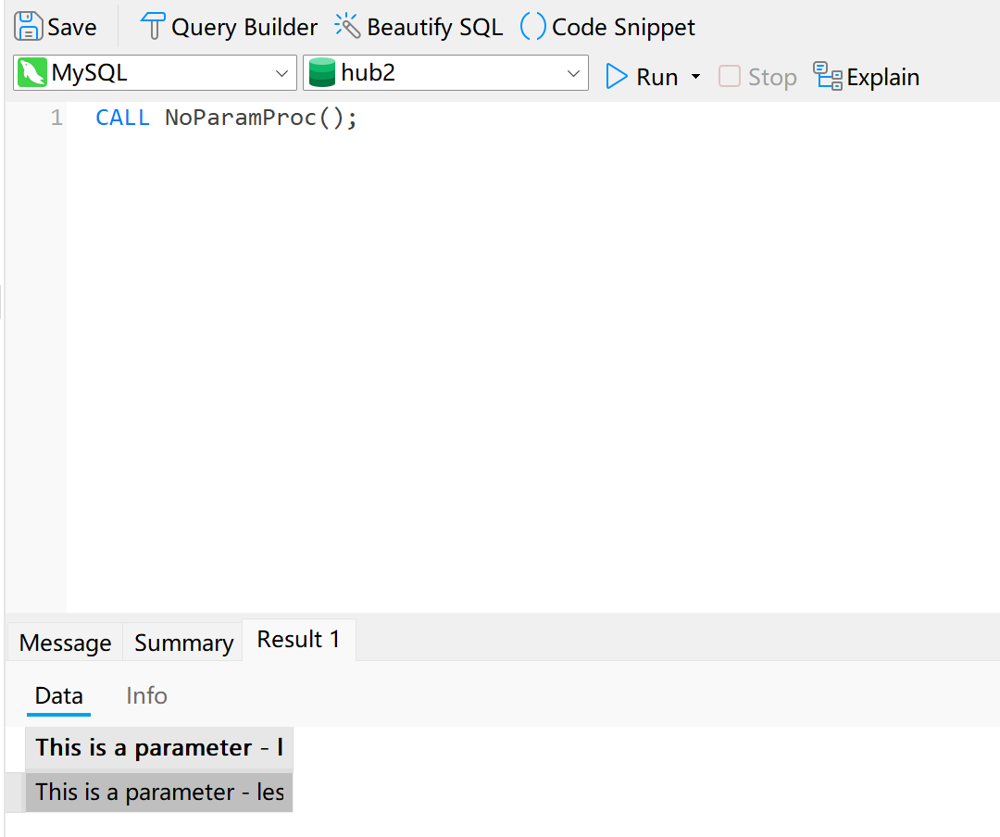 Save Query Builder Beautify SQL Code Snippet
MySQL hub2 Run Stop Explain
1 CALL NoParamProc();
Message Summary Result 1
Data Info
This is a parameter - l
This is a parameter - les